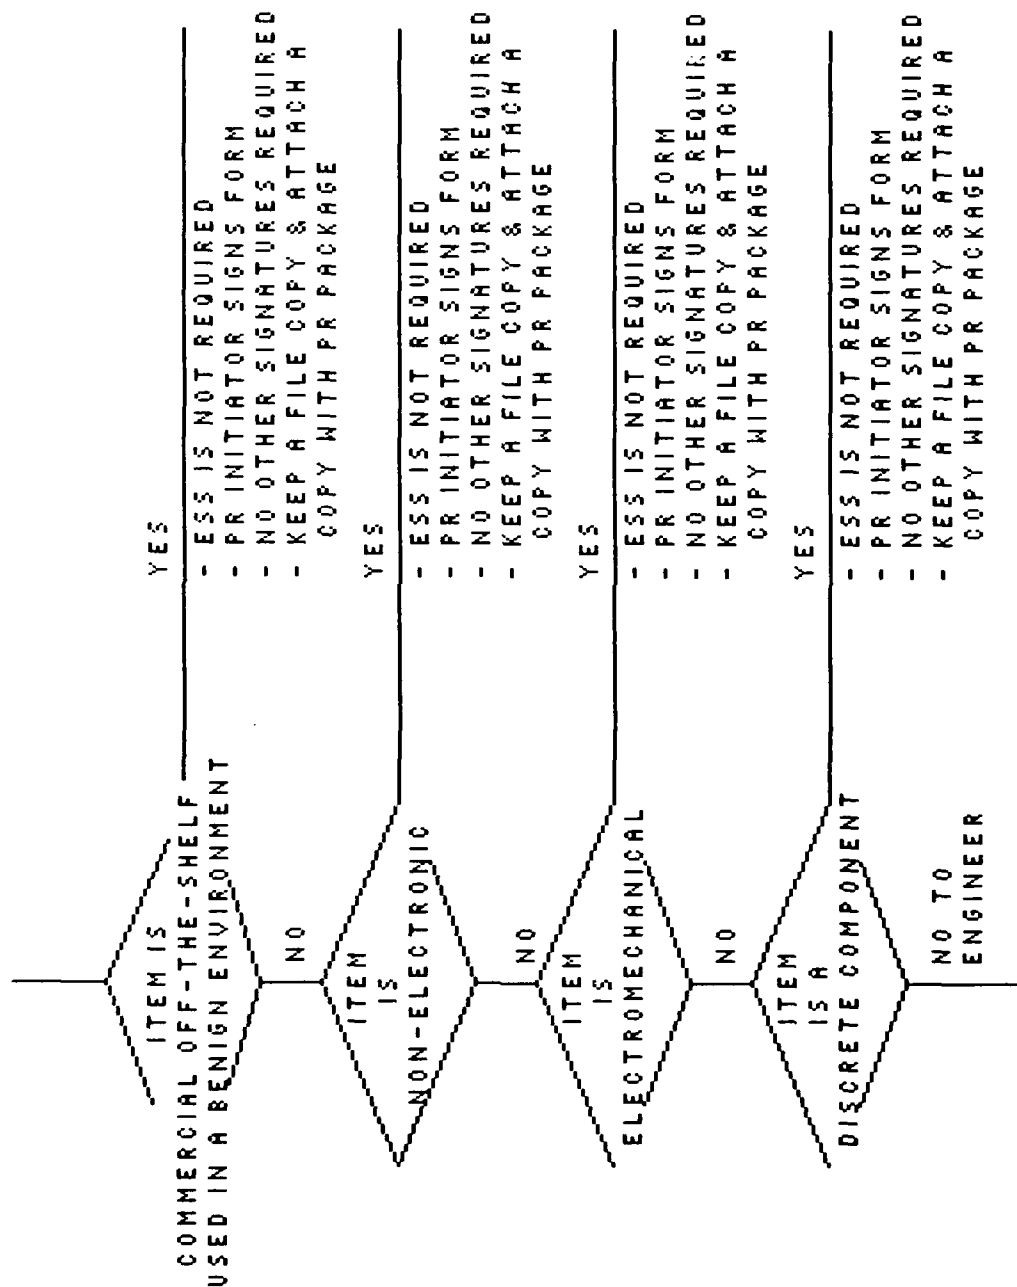 ITEM IS
COMMERCIAL OFF-THE-SHELF
USED IN A BENIGN ENVIRONMENT
YES
- ESS IS NOT REQUIRED
- PR INITIATOR SIGNS FORM
- NO OTHER SIGNATURES REQUIRED
- KEEP A FILE COPY & ATTACH A
COPY WITH PR PACKAGE
NO
ITEM
IS
NON-ELECTRONIC
YES
- ESS IS NOT REQUIRED
- PR INITIATOR SIGNS FORM
- NO OTHER SIGNATURES REQUIRED
- KEEP A FILE COPY & ATTACH A
COPY WITH PR PACKAGE
NO
ITEM
IS
ELECTROMECHANICAL
YES
- ESS IS NOT REQUIRED
- PR INITIATOR SIGNS FORM
- NO OTHER SIGNATURES REQUIRED
- KEEP A FILE COPY & ATTACH A
COPY WITH PR PACKAGE
NO
ITEM
IS A
DISCRETE COMPONENT
YES
- ESS IS NOT REQUIRED
- PR INITIATOR SIGNS FORM
- NO OTHER SIGNATURES REQUIRED
- KEEP A FILE COPY & ATTACH A
COPY WITH PR PACKAGE
NO TO
ENGINEER